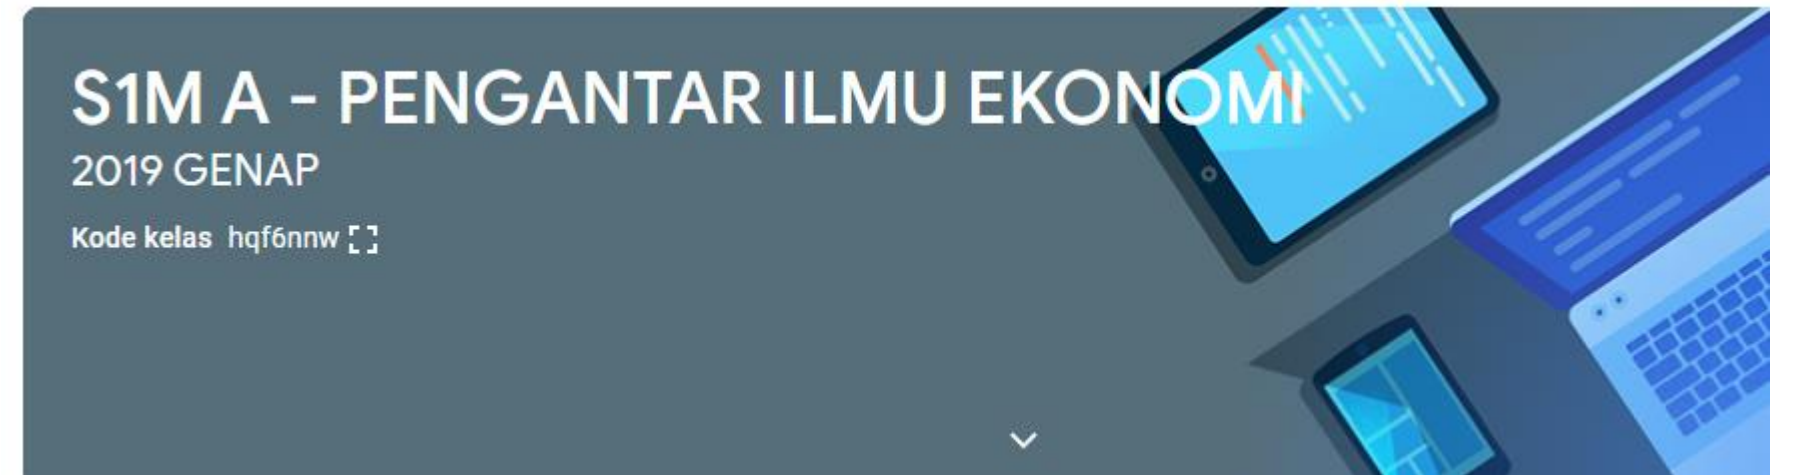 S1M A - PENGANTAR ILMU EKONOMI
2019 GENAP
Kode kelas hqf6nnw